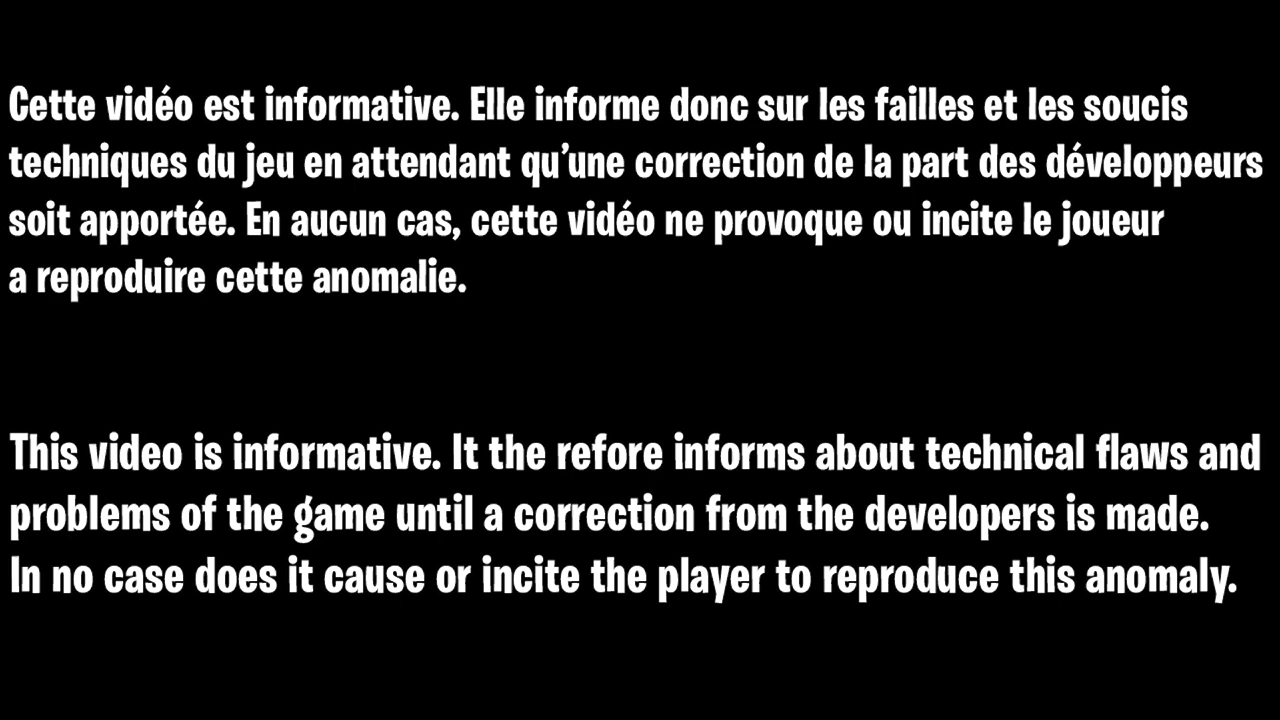 Cette vidéo est informative. Elle informe donc sur les failles et les soucis
techniques du jeu en attendant qu’une correction de la part des développeurs
soit apportée. En aucun cas, cette vidéo ne provoque ou incite le joueur
a reproduire cette anomalie.
This video is informative. It the refore informs about technical flaws and
problems of the game until a correction from the developers is made.
In no case does it cause or incite the player to reproduce this anomaly.